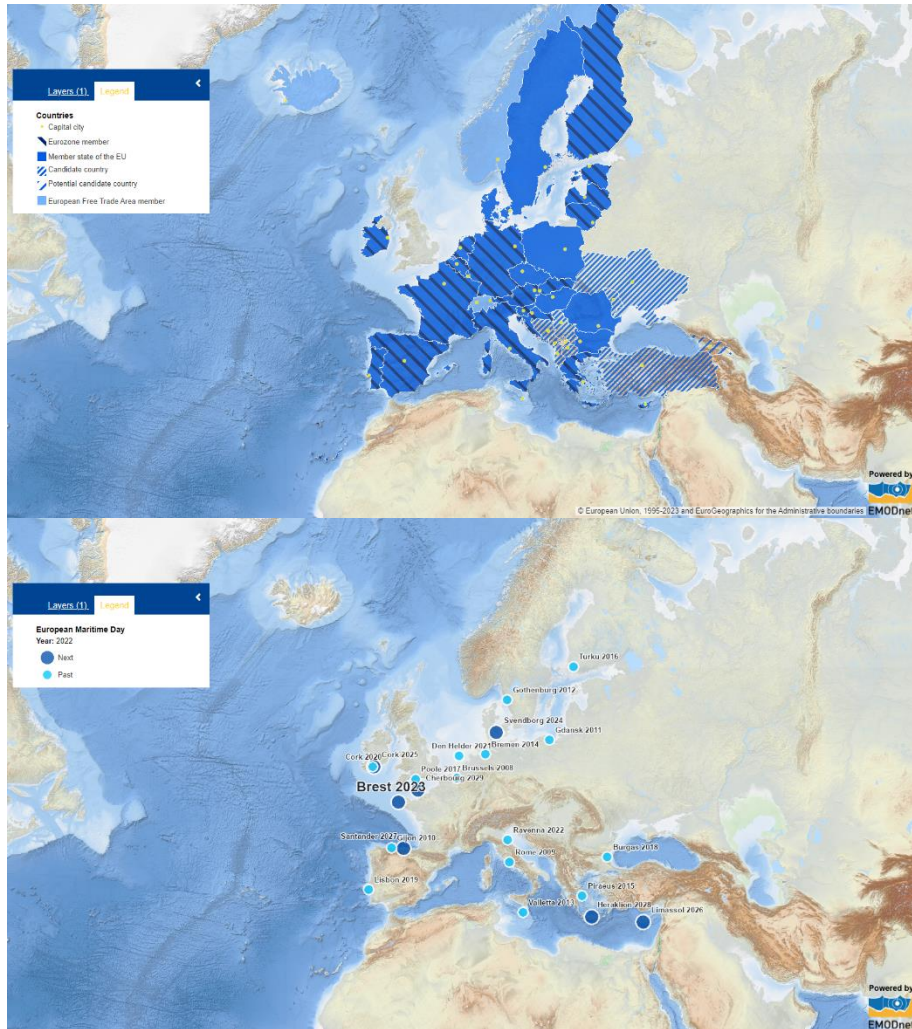 Layers (1)
Legend
Countries
Capital city
Eurozone member
Member state of the EU
Candidate country
Potential candidate country
European Free Trade Area member
Powered by
© European Union, 1995-2023 and EuroGeographics for the Administrative boundaries
EMODnet
Layers (1)
Legend
European Maritime Day
Year: 2022
Next
Past
Turku 2016
Gothenburg 2012
Svendborg 2024
Gdansk 2011
Den Helder 2021
Bremen 2014
Cork 2020
Cork 2025
Poole 2017
Brussels 2008
Cherbourg 2029
Brest 2023
Santander 2027
Gijon 2010
Ravenna 2022
Rome 2009
Burgas 2018
Lisbon 2019
Piraeus 2015
Valletta 2013
Heraklion 2028
Limassol 2026
Powered by
EMODnet